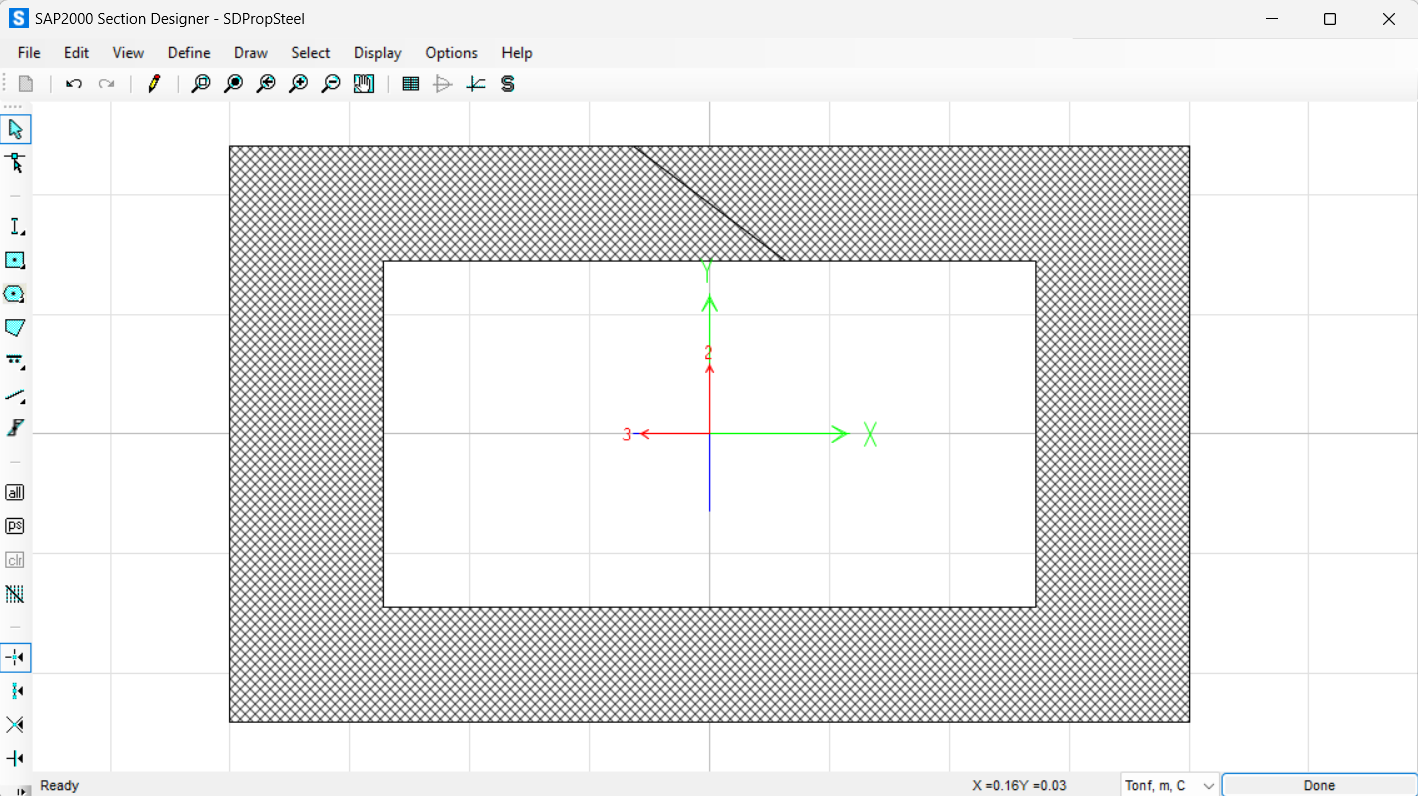 S SAP2000 Section Designer - SDPropSteel
File Edit View Define Draw Select Display Options Help
S
Y
2
3
X
all
ps
clr
Ready X =0.16Y =0.03 Tonf, m, C Done